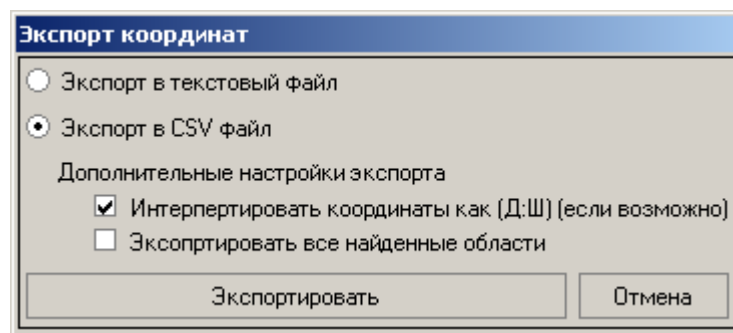 Экспорт координат
Экспорт в текстовый файл
Экспорт в CSV файл
Дополнительные настройки экспорта
Интерпертировать координаты как (Д:Ш) (если возможно)
Эксопртировать все найденные области
Экспортировать Отмена